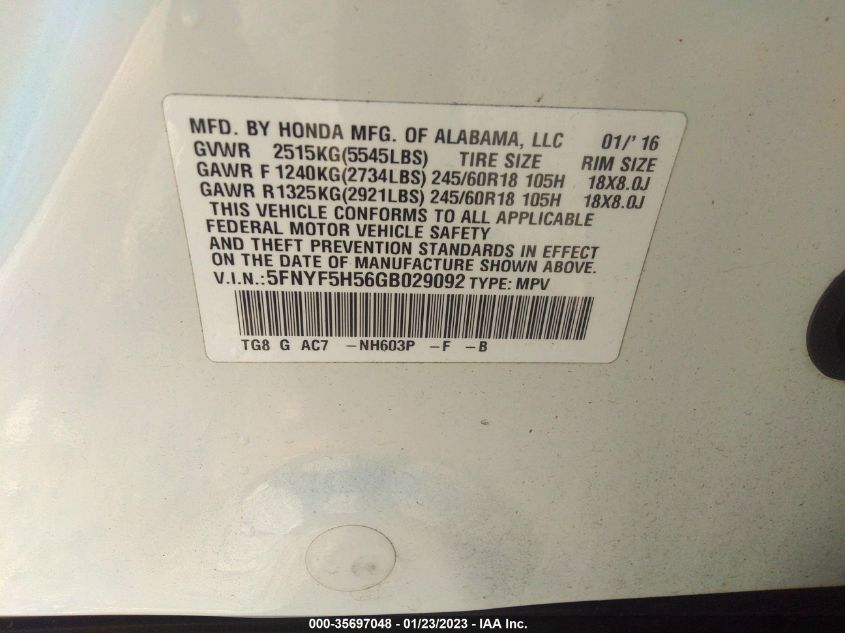 MFD. BY HONDA MFG. OF ALABAMA, LLC 01/' 16
GVWR 2515KG(5545LBS) TIRE SIZE RIM SIZE
GAWR F 1240KG(2734LBS) 245/60R18 105H 18X8.0J
GAWR R1325KG(2921LBS) 245/60R18 105H 18X8.0J
THIS VEHICLE CONFORMS TO ALL APPLICABLE
FEDERAL MOTOR VEHICLE SAFETY
AND THEFT PREVENTION STANDARDS IN EFFECT
ON THE DATE OF MANUFACTURE SHOWN ABOVE.
V.I.N.:5FNYF5H56GB029092 TYPE: MPV
TG8 G AC7 -NH603P -F -B
000-35697048 - 01/23/2023 - IAA Inc.